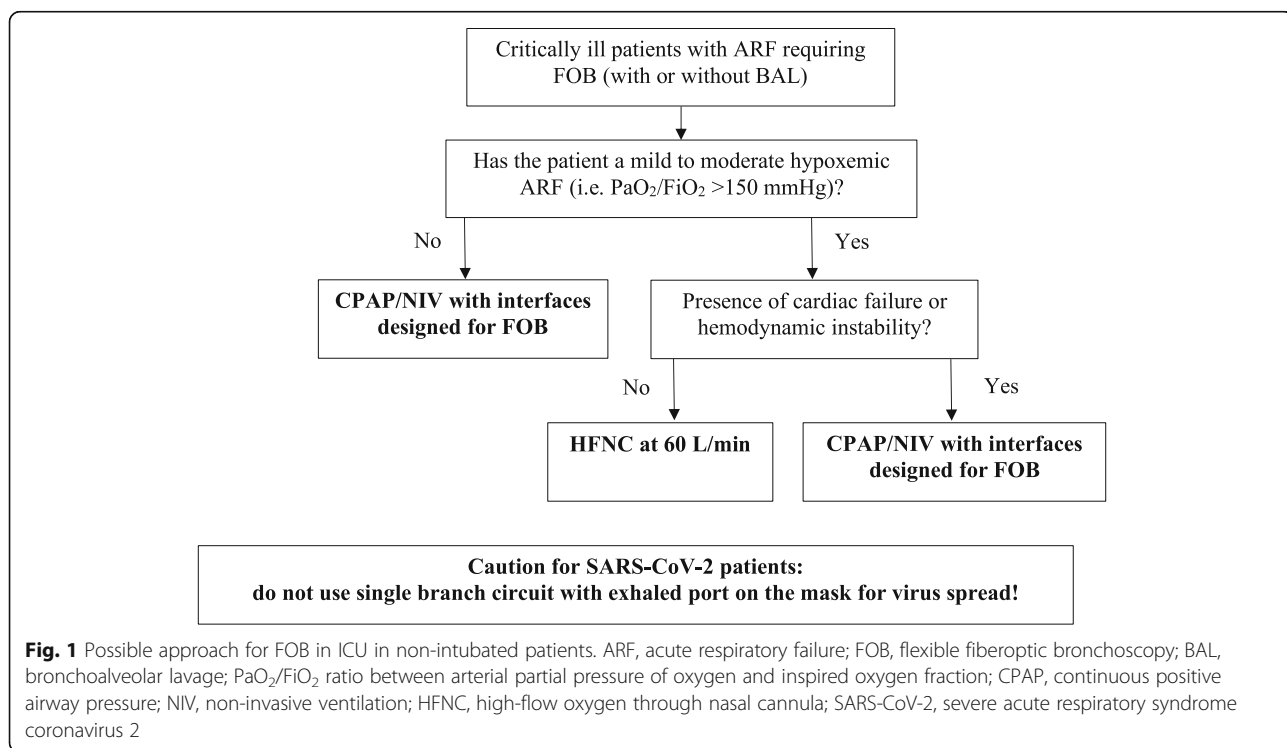 Critically ill patients with ARF requiring
FOB (with or without BAL)
Has the patient a mild to moderate hypoxemic
ARF (i.e. PaO₂/FiO₂ >150 mmHg)?
No
Yes
CPAP/NIV with interfaces
designed for FOB
Presence of cardiac failure or
hemodynamic instability?
No
Yes
HFNC at 60 L/min
CPAP/NIV with interfaces
designed for FOB
Caution for SARS-CoV-2 patients:
do not use single branch circuit with exhaled port on the mask for virus spread!
Fig. 1 Possible approach for FOB in ICU in non-intubated patients. ARF, acute respiratory failure; FOB, flexible fiberoptic bronchoscopy; BAL,
bronchoalveolar lavage; PaO₂/FiO₂ ratio between arterial partial pressure of oxygen and inspired oxygen fraction; CPAP, continuous positive
airway pressure; NIV, non-invasive ventilation; HFNC, high-flow oxygen through nasal cannula; SARS-CoV-2, severe acute respiratory syndrome
coronavirus 2